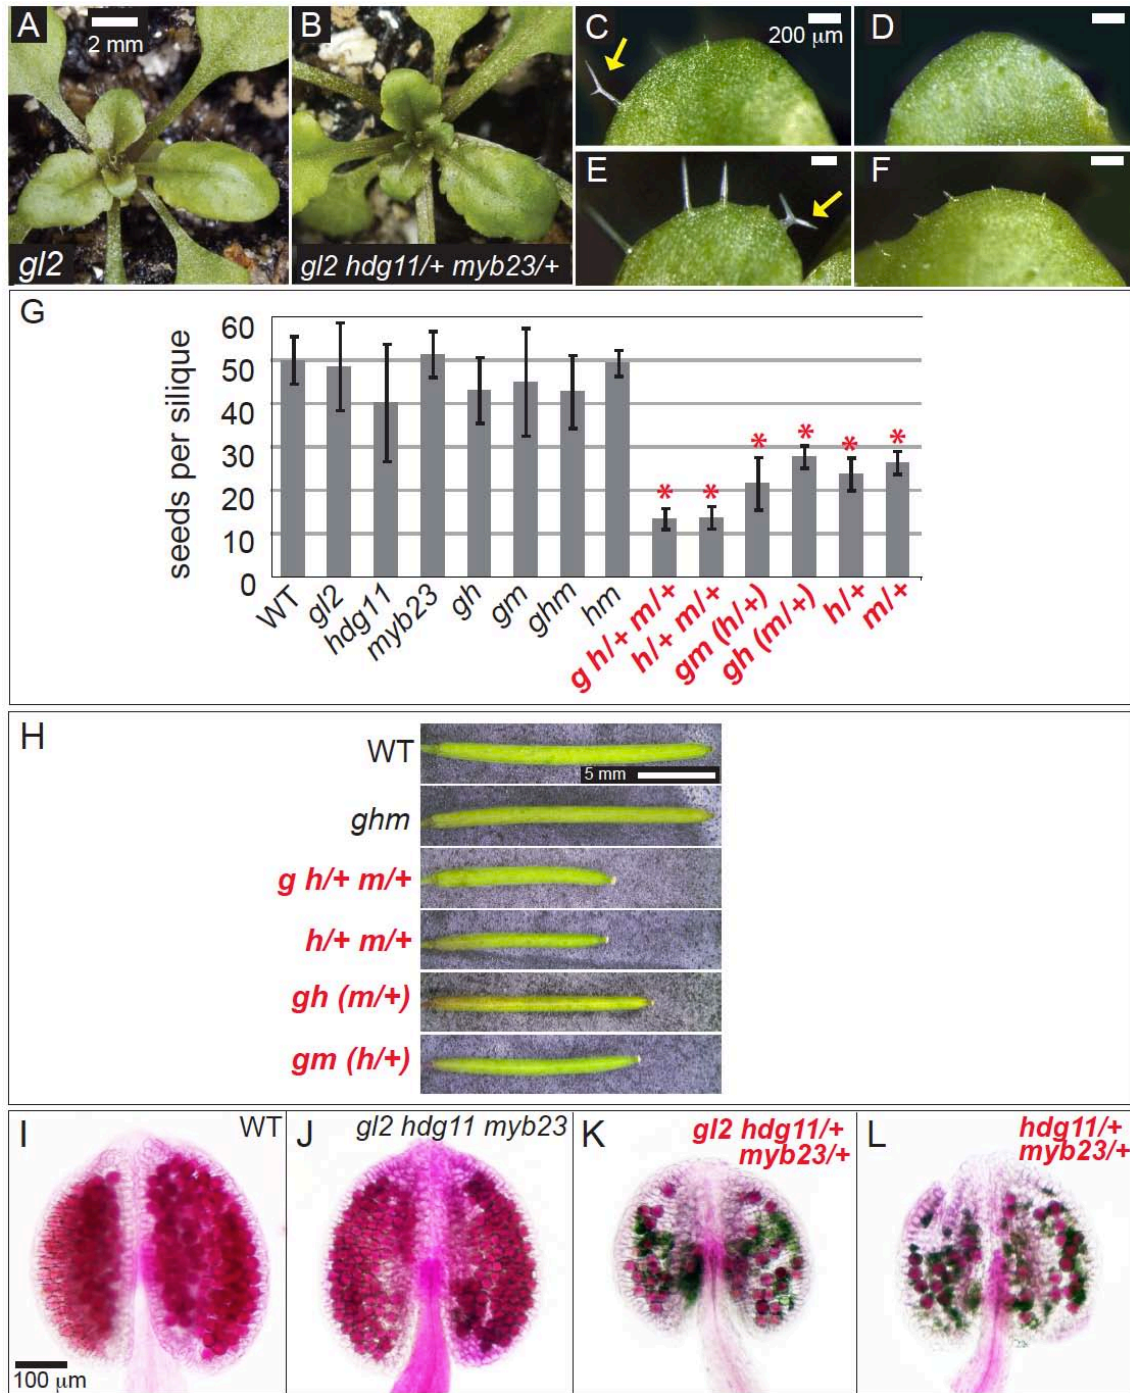 A
2 mm
gl2
B
gl2 hdg11/+ myb23/+
C
200 µm
D
E
F
G
seeds per silique
60
50
40
30
20
10
0
* * * * * *
WT
gl2
hdg11
myb23
gh
gm
ghm
hm
g h/+ m/+
h/+ m/+
gm (h/+)
gh (m/+)
h/+
m/+
H
WT
5 mm
ghm
g h/+ m/+
h/+ m/+
gh (m/+)
gm (h/+)
I
WT
100 µm
J
gl2 hdg11 myb23
K
gl2 hdg11/+
myb23/+
L
hdg11/+
myb23/+